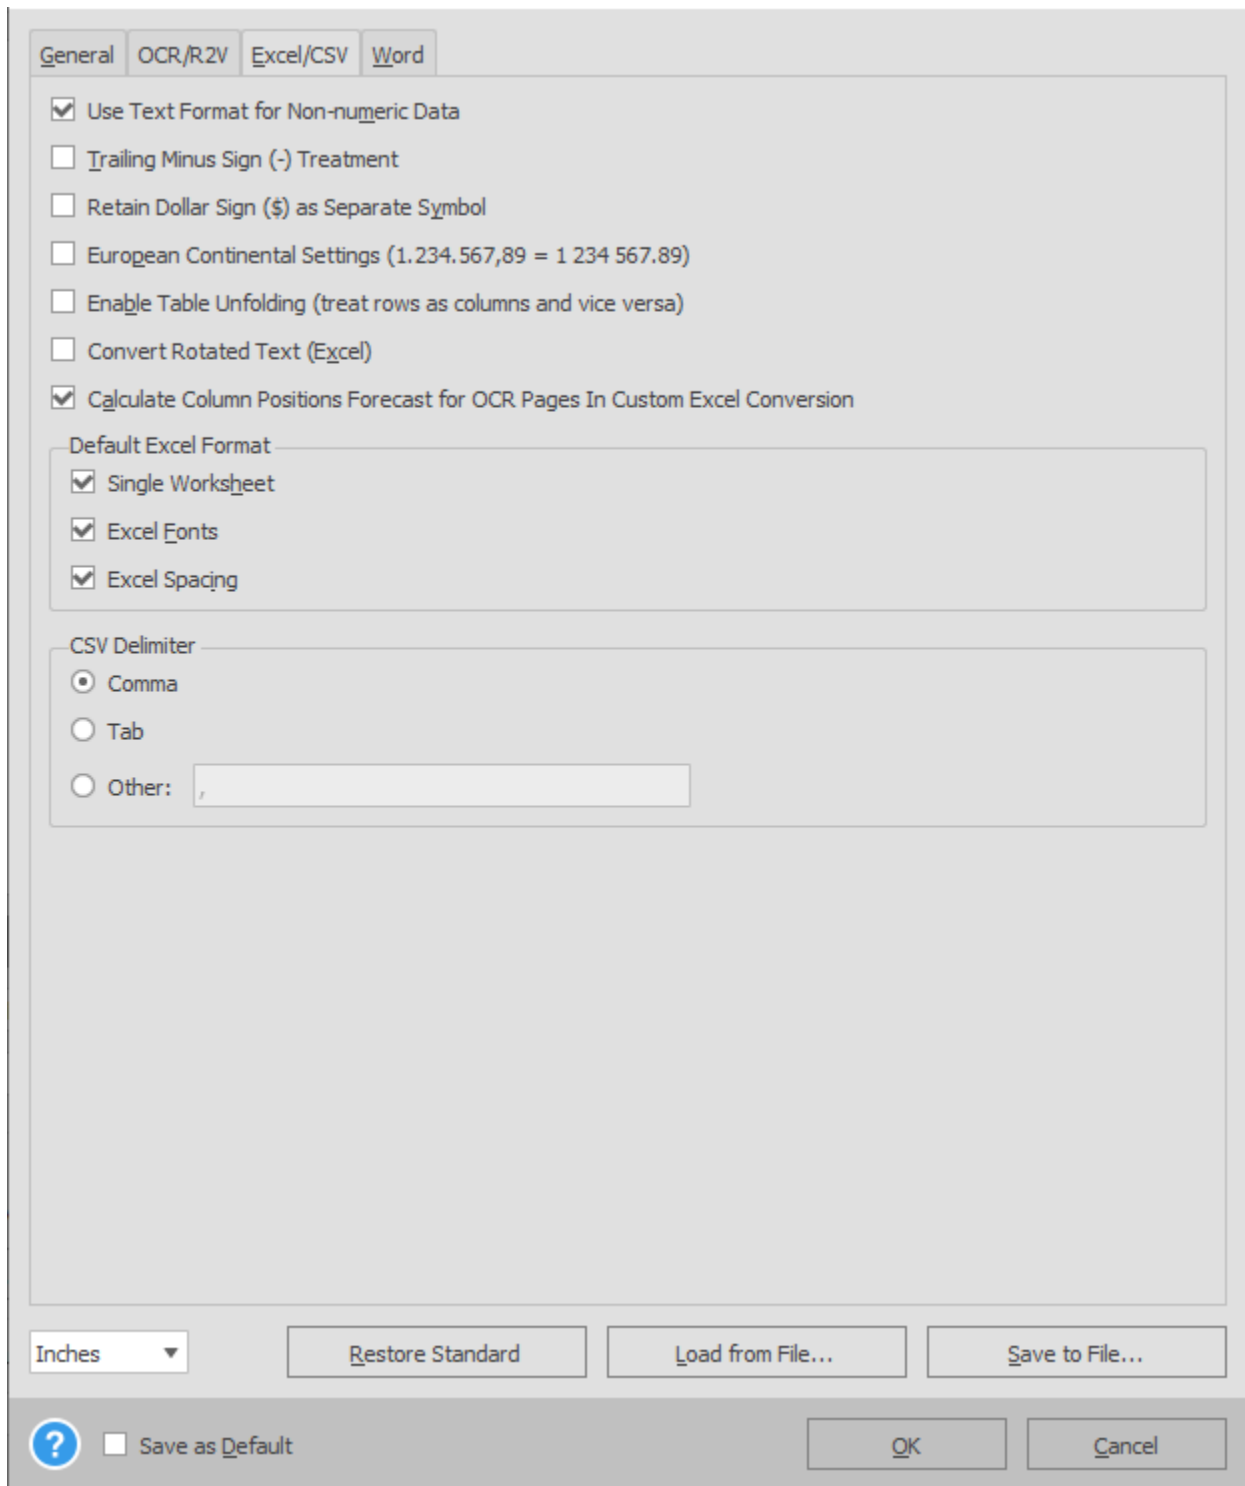 General OCR/R2V Excel/CSV Word
Use Text Format for Non-numeric Data
Trailing Minus Sign (-) Treatment
Retain Dollar Sign ($) as Separate Symbol
European Continental Settings (1.234.567,89 = 1 234 567.89)
Enable Table Unfolding (treat rows as columns and vice versa)
Convert Rotated Text (Excel)
Calculate Column Positions Forecast for OCR Pages In Custom Excel Conversion
Default Excel Format
Single Worksheet
Excel Fonts
Excel Spacing
CSV Delimiter
Comma
Tab
Other: ,
Inches Restore Standard Load from File... Save to File...
? Save as Default OK Cancel